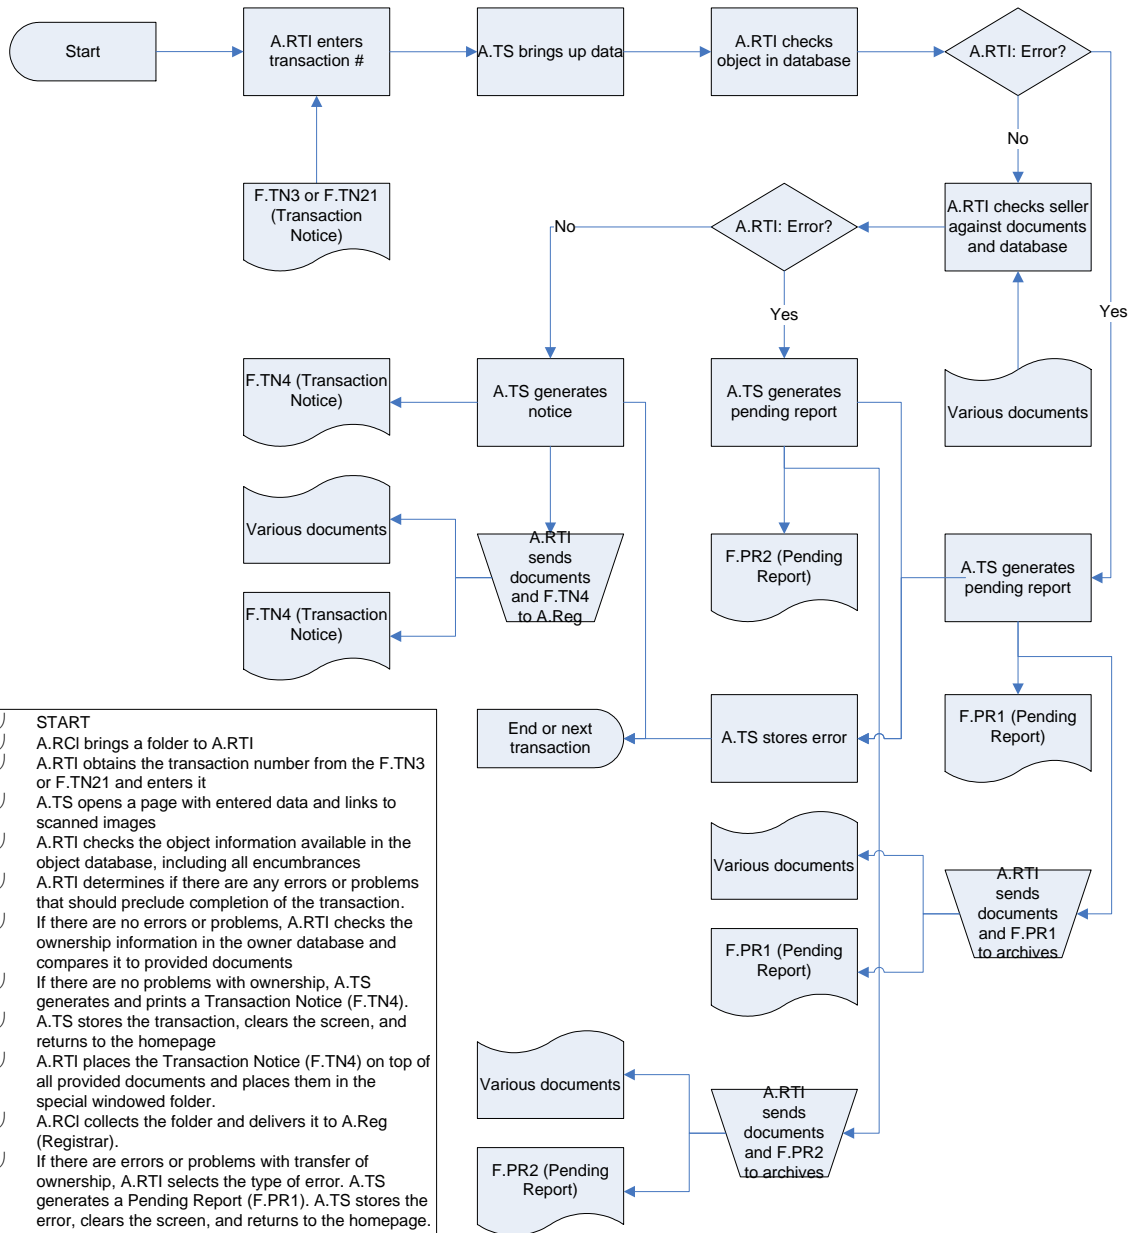 Start
A.RTI enters
transaction #
A.TS brings up data
A.RTI checks
object in database
A.RTI: Error?
No
Yes
F.TN3 or F.TN21
(Transaction
Notice)
A.RTI: Error?
A.RTI checks seller
against documents
and database
No
Yes
F.TN4 (Transaction
Notice)
A.TS generates
notice
A.TS generates
pending report
Various documents
Various documents
A.RTI
sends
documents
and F.TN4
to A.Reg
F.PR2 (Pending
Report)
A.TS generates
pending report
F.TN4 (Transaction
Notice)
End or next
transaction
A.TS stores error
F.PR1 (Pending
Report)
Various documents
A.RTI
sends
documents
and F.PR1
to archives
F.PR1 (Pending
Report)
Various documents
A.RTI
sends
documents
and F.PR2
to archives
F.PR2 (Pending
Report)
START
A.RCl brings a folder to A.RTI
A.RTI obtains the transaction number from the F.TN3
or F.TN21 and enters it
A.TS opens a page with entered data and links to
scanned images
A.RTI checks the object information available in the
object database, including all encumbrances
A.RTI determines if there are any errors or problems
that should preclude completion of the transaction.
If there are no errors or problems, A.RTI checks the
ownership information in the owner database and
compares it to provided documents
If there are no problems with ownership, A.TS
generates and prints a Transaction Notice (F.TN4).
A.TS stores the transaction, clears the screen, and
returns to the homepage
A.RTI places the Transaction Notice (F.TN4) on top of
all provided documents and places them in the
special windowed folder.
A.RCl collects the folder and delivers it to A.Reg
(Registrar).
If there are errors or problems with transfer of
ownership, A.RTI selects the type of error. A.TS
generates a Pending Report (F.PR1). A.TS stores the
error, clears the screen, and returns to the homepage.